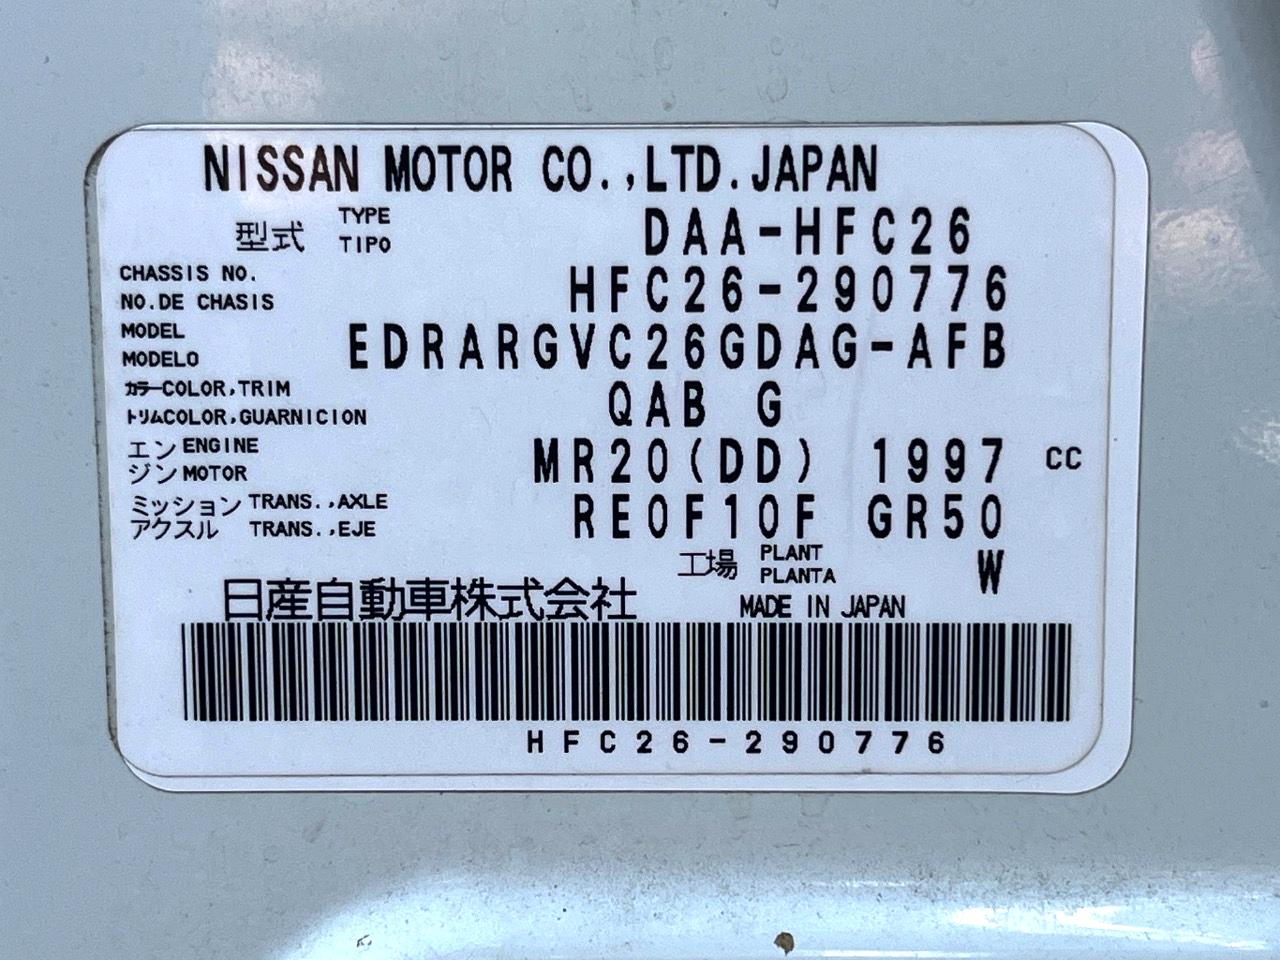 NISSAN MOTOR CO.,LTD.JAPAN
型式 TYPE TIPO DAA-HFC26
CHASSIS NO.
NO.DE CHASIS HFC26-290776
MODEL
MODELO EDRARGVC26GDAG-AFB
カラーCOLOR,TRIM
トリムCOLOR,GUARNICION QAB G
エンジン ENGINE MOTOR MR20(DD) 1997 CC
ミッション TRANS.,AXLE
アクスル TRANS.,EJE RE0F10F GR50
工場 PLANT PLANTA W
日産自動車株式会社 MADE IN JAPAN
HFC26-290776